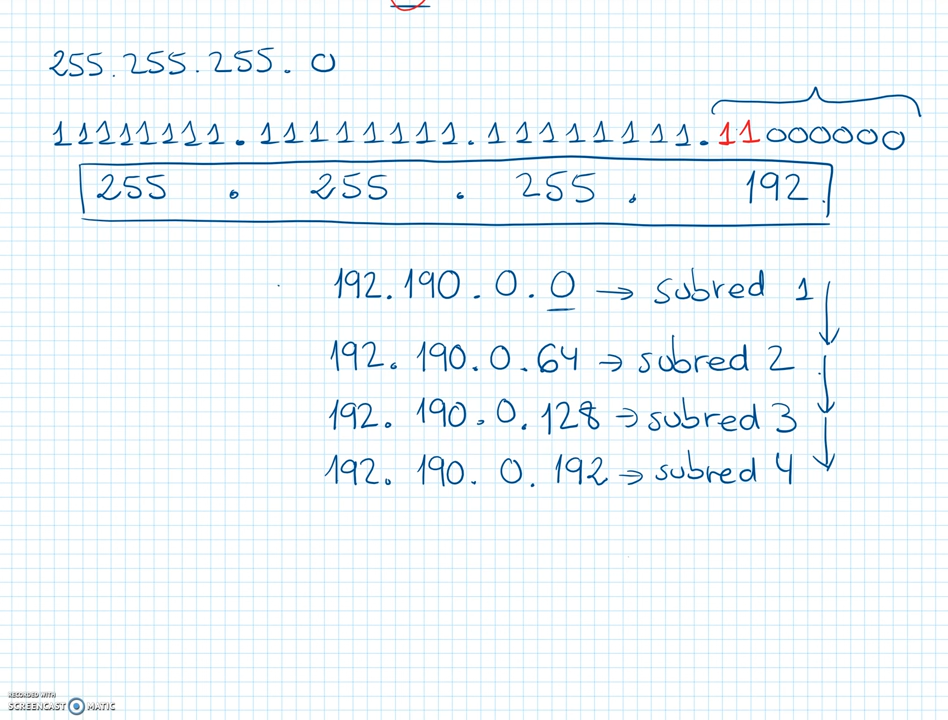 255.255.255.0
11111111.11111111.11111111.11000000
255 . 255 . 255 . 192
192.190.0.0 → subred 1
192.190.0.64 → subred 2
192.190.0.128 → subred 3
192.190.0.192 → subred 4
RECORDED WITH
SCREENCAST MATIC